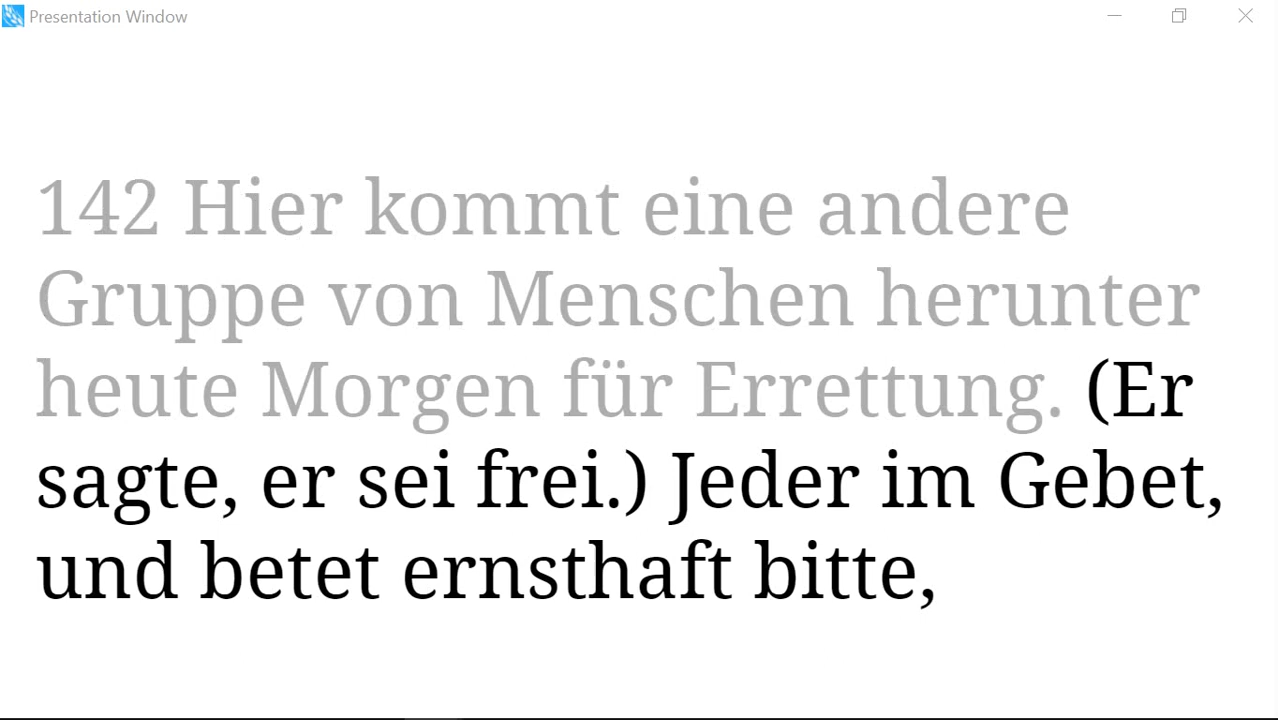 Presentation Window
142 Hier kommt eine andere
Gruppe von Menschen herunter
heute Morgen für Errettung. (Er
sagte, er sei frei.) Jeder im Gebet,
und betet ernsthaft bitte,